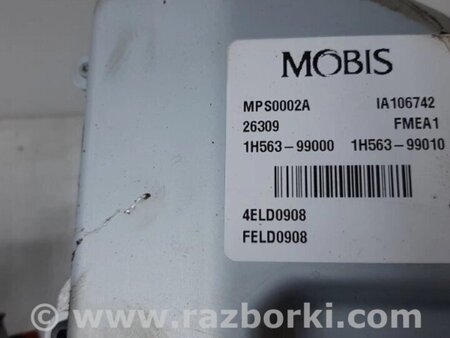 MOBIS
MPS0002A IA106742
26309 FMEA1
1H563-99000 1H563-99010
4ELD0908
FELD0908
www.razborki.com